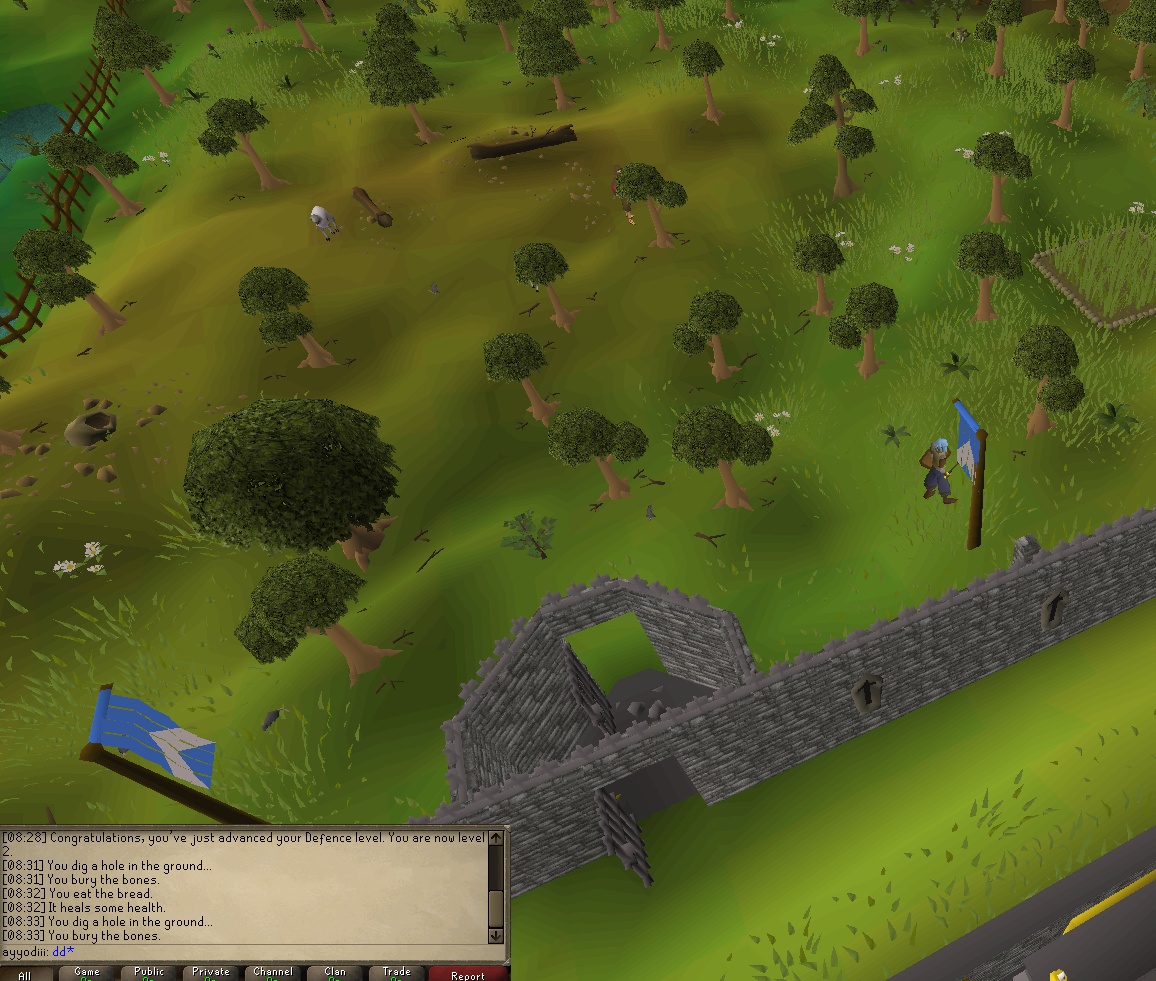 [08:28] Congratulations, you've just advanced your Defence level. You are now level
2.
[08:31] You dig a hole in the ground...
[08:31] You bury the bones.
[08:32] You eat the bread.
[08:32] It heals some health.
[08:33] You dig a hole in the ground...
[08:33] You bury the bones.
ayyodiii: dd*
All Game Public Private Channel Clan Trade Report